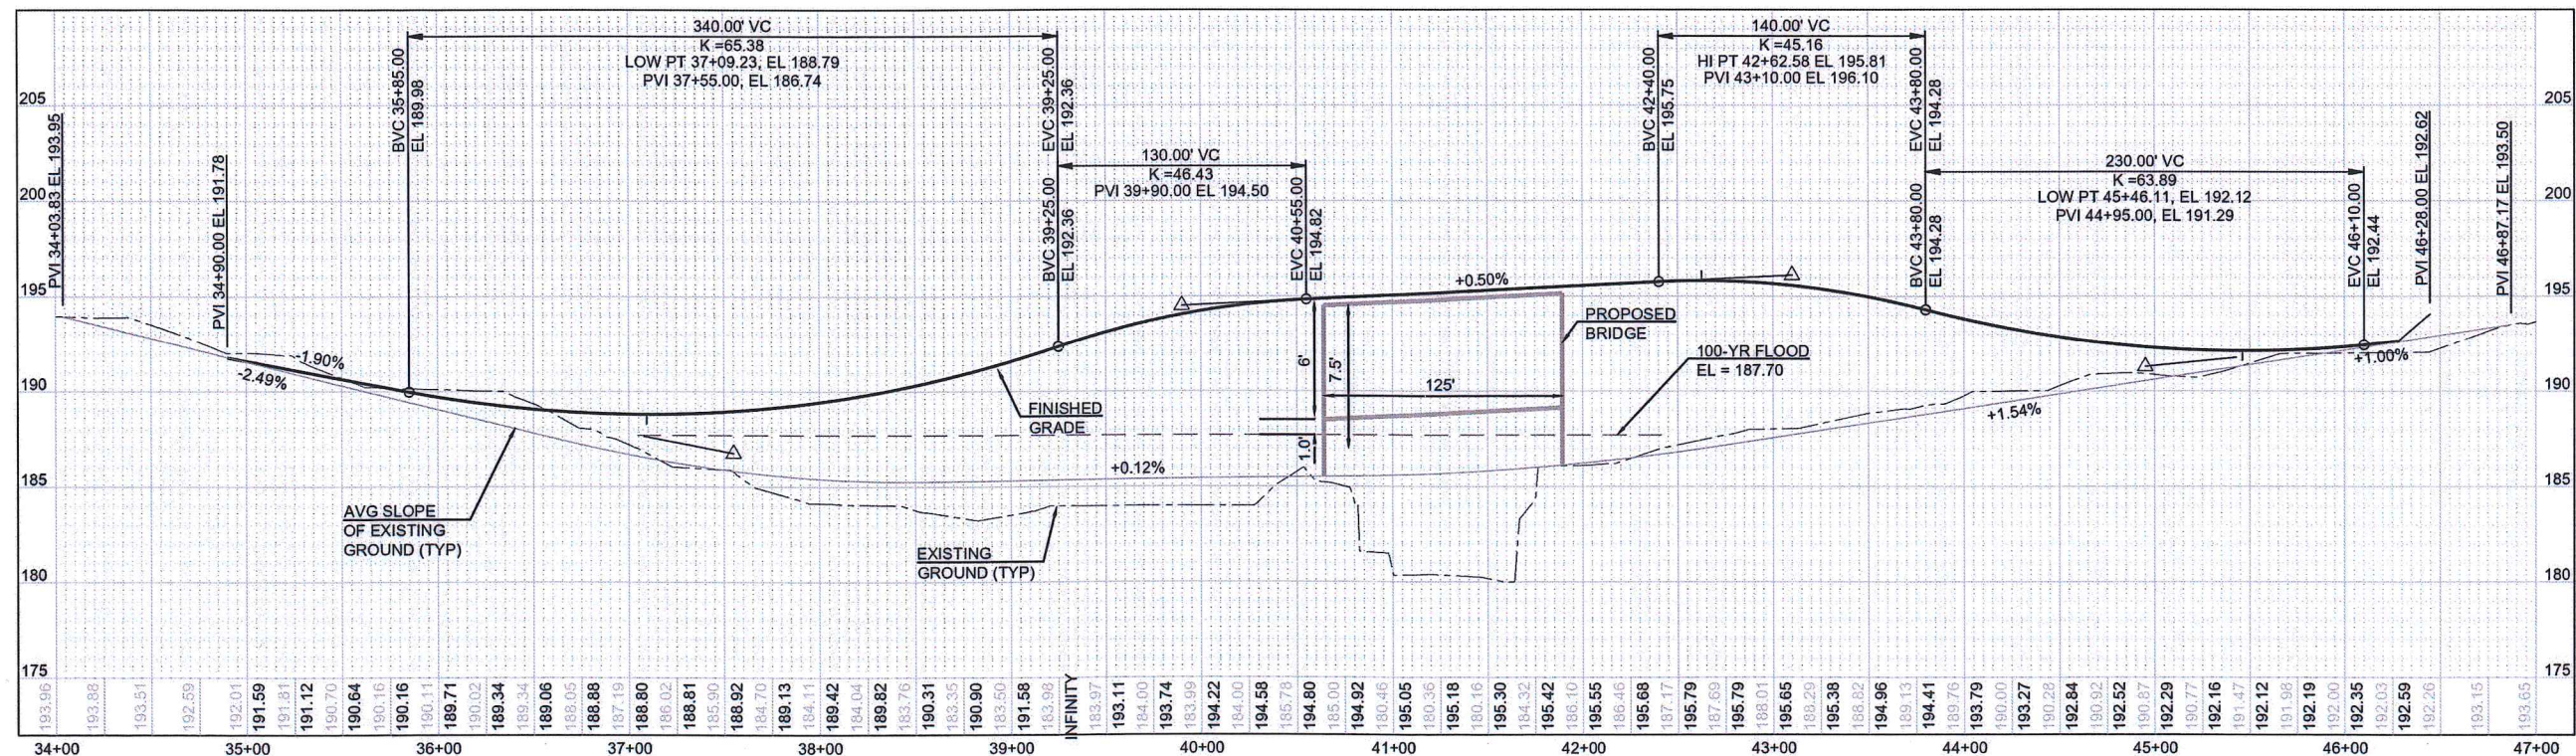 340.00' VC
K =65.38
LOW PT 37+09.23, EL 188.79
PVI 37+55.00, EL 186.74
140.00' VC
K =45.16
HI PT 42+62.58 EL 195.81
PVI 43+10.00 EL 196.10
130.00' VC
K =46.43
PVI 39+90.00 EL 194.50
230.00' VC
K =63.89
LOW PT 45+46.11, EL 192.12
PVI 44+95.00, EL 191.29
PVI 34+03.83 EL 193.95
PVI 34+90.00 EL 191.78
BVC 35+85.00
EL 189.98
EVC 39+25.00
EL 192.36
BVC 39+25.00
EL 192.36
EVC 40+55.00
EL 194.82
BVC 42+40.00
EL 195.75
EVC 43+80.00
EL 194.28
BVC 43+80.00
EL 194.28
EVC 46+10.00
EL 192.44
PVI 46+28.00 EL 192.62
PVI 46+87.17 EL 193.50
205
200
195
190
185
180
175
205
200
195
190
185
180
175
-1.90%
-2.49%
+0.50%
+0.12%
+1.54%
+1.00%
6'
7.5'
1.0'
125'
PROPOSED
BRIDGE
100-YR FLOOD
EL = 187.70
FINISHED
GRADE
AVG SLOPE
OF EXISTING
GROUND (TYP)
EXISTING
GROUND (TYP)
193.96 193.88 193.51 192.59 192.01 191.59 191.81 191.12 190.70 190.64 190.16 190.16 190.11 189.71 190.02 189.34 189.34 189.06 188.05 188.88 187.19 188.80 186.02 188.81 185.90 188.92 184.70 189.13 184.11 189.42 184.04 189.82 183.76 190.31 183.35 190.90 183.50 191.58 183.98 INFINITY 183.97 193.11 193.74 183.99 194.22 184.00 194.58 185.78 194.80 185.00 194.92 180.46 195.05 180.36 195.18 195.30 184.32 195.42 186.10 195.55 186.46 195.68 187.17 195.79 187.69 195.79 188.01 195.65 188.29 195.38 188.82 194.96 189.13 194.41 189.76 193.79 190.00 193.27 190.28 192.84 190.92 192.52 190.87 192.29 190.77 192.16 191.47 192.12 191.98 192.19 192.00 192.35 192.03 192.59 192.26 193.15 193.65
34+00 35+00 36+00 37+00 38+00 39+00 40+00 41+00 42+00 43+00 44+00 45+00 46+00 47+00